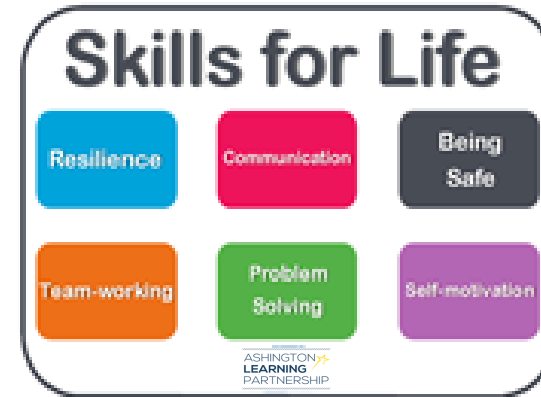 Skills for Life
Resilience
Communication
Being
Safe
Team-working
Problem
Solving
Self-motivation
ASHINGTON
LEARNING
PARTNERSHIP